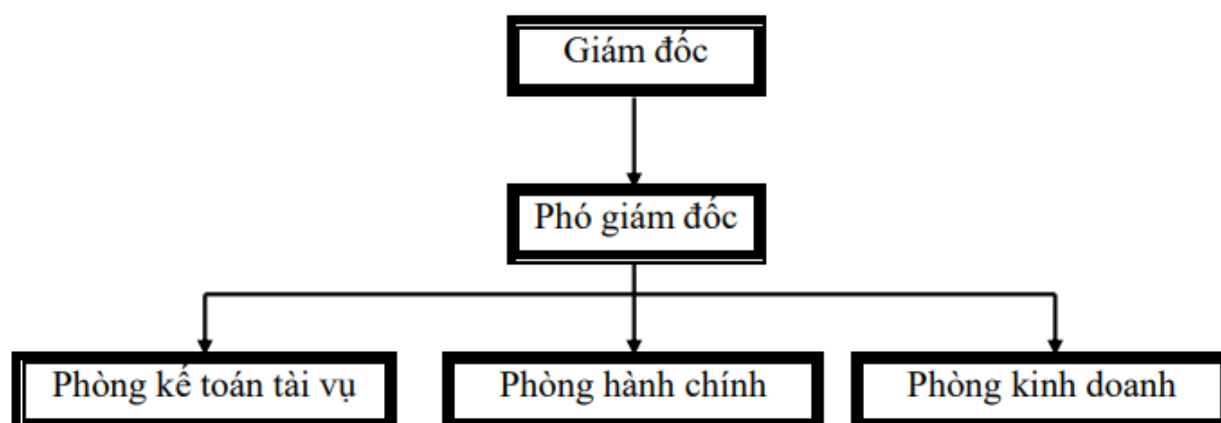 Giám đốc
Phó giám đốc
Phòng kế toán tài vụ
Phòng hành chính
Phòng kinh doanh